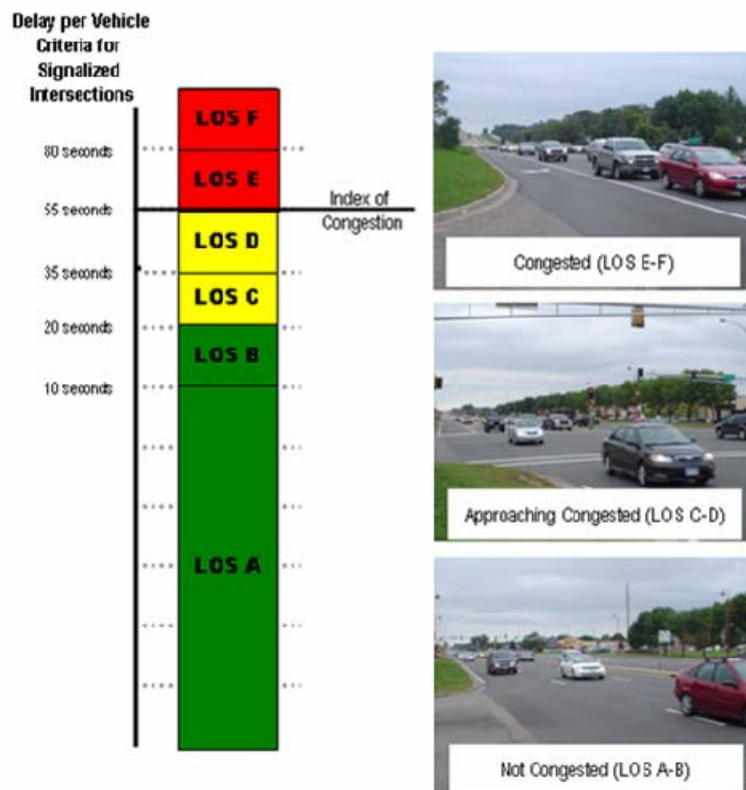 Delay per Vehicle
Criteria for
Signalized
Intersections
LOS F
80 seconds
LOS E
55 seconds
Index of
Congestion
LOS D
35 seconds
LOS C
20 seconds
LOS B
10 seconds
LOS A
Congested (LOS E-F)
Approaching Congested (LOS C-D)
Not Congested (LOS A-B)